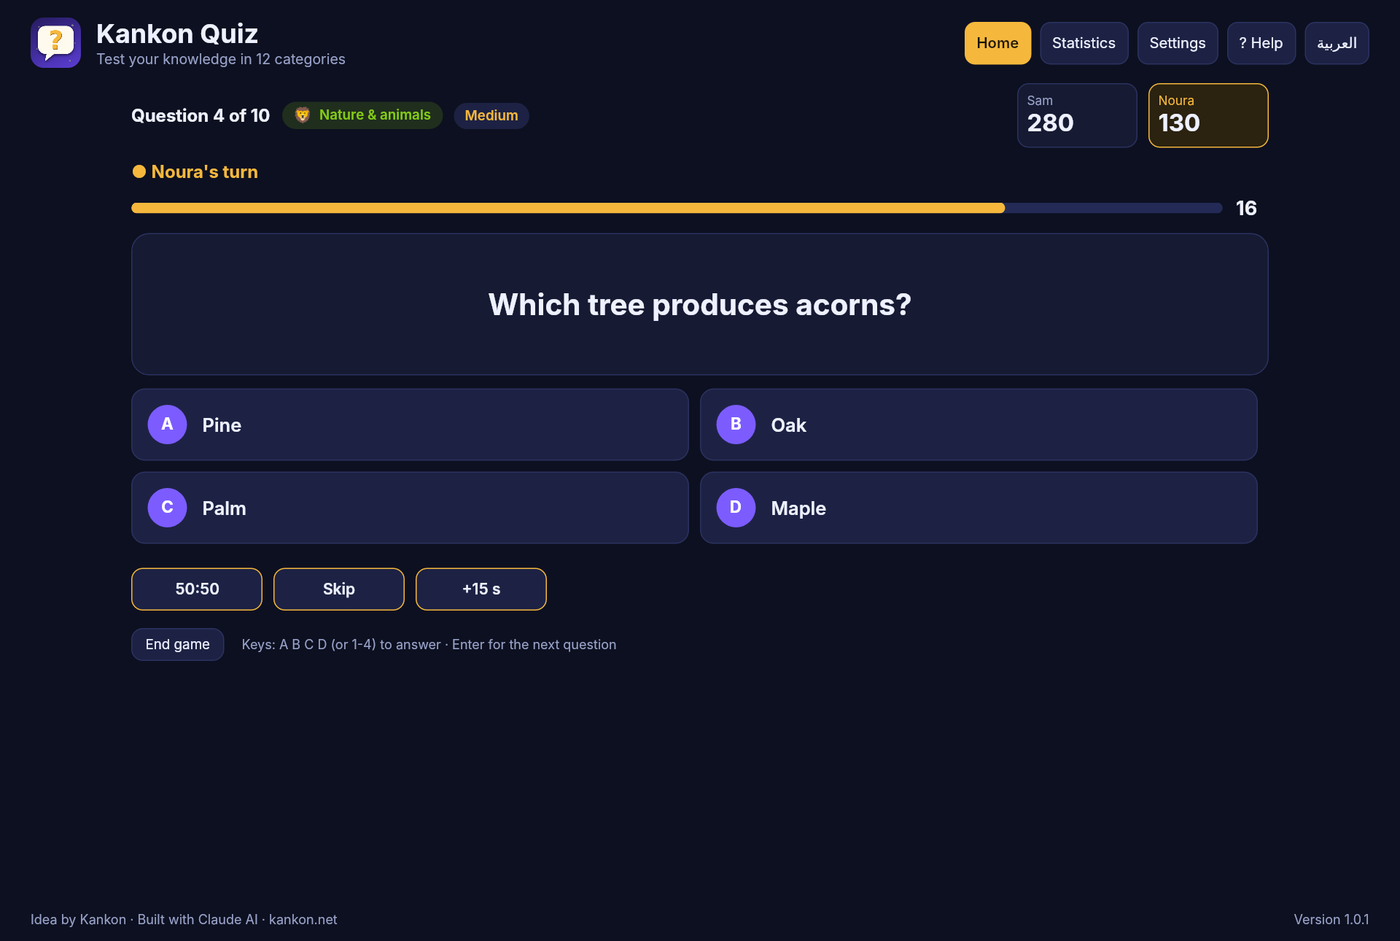 ?
Kankon Quiz
Test your knowledge in 12 categories
Home
Statistics
Settings
? Help
العربية
Question 4 of 10
Nature & animals
Medium
Sam
280
Noura
130
Noura's turn
16
Which tree produces acorns?
A Pine
B Oak
C Palm
D Maple
50:50
Skip
+15 s
End game
Keys: A B C D (or 1-4) to answer · Enter for the next question
Idea by Kankon · Built with Claude AI · kankon.net
Version 1.0.1